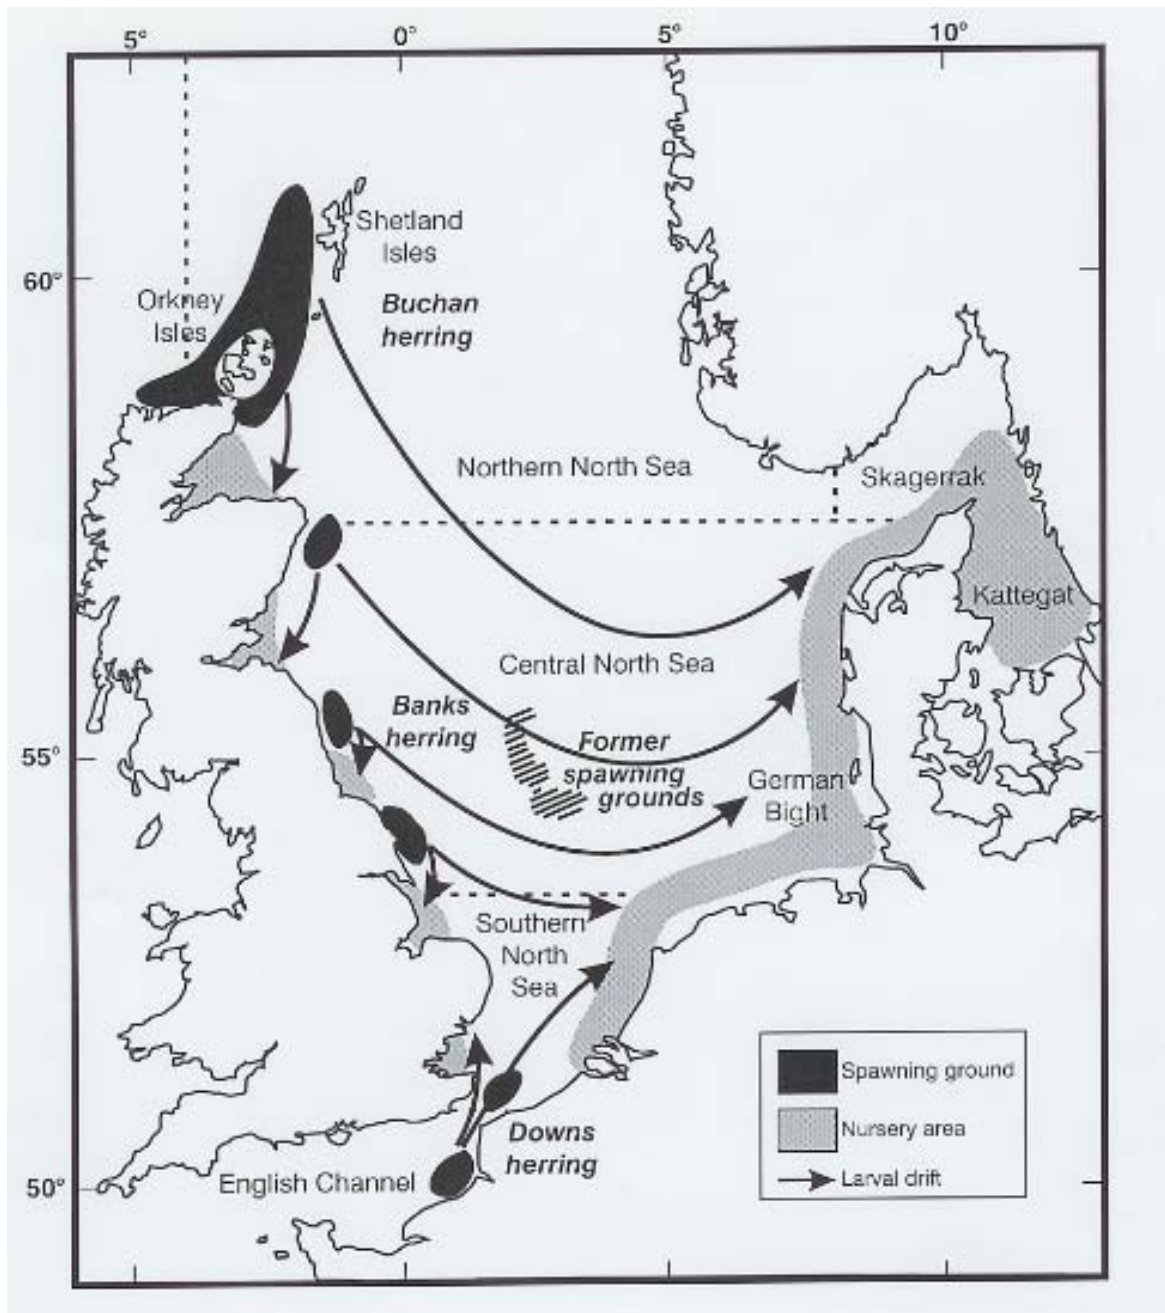 5°
0°
5°
10°
Shetland
Isles
60°
Orkney
Isles
Buchan
herring
Northern North Sea
Skagerrak
Kattegat
Central North Sea
Banks
herring
Former
spawning
grounds
55°
German
Bight
Southern
North
Sea
Spawning ground
Nursery area
Larval drift
Downs
herring
50°
English Channel